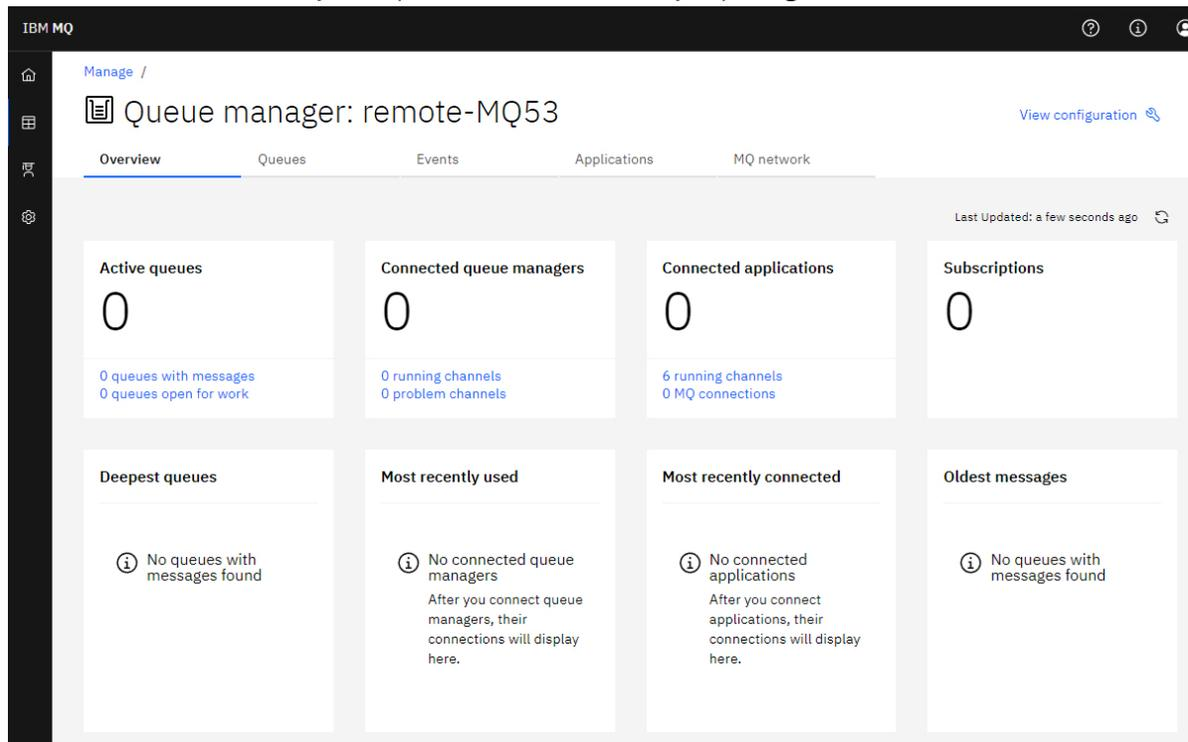 IBM MQ
Manage /
Queue manager: remote-MQ53
View configuration
Overview
Queues
Events
Applications
MQ network
Last Updated: a few seconds ago
Active queues
0
0 queues with messages
0 queues open for work
Connected queue managers
0
0 running channels
0 problem channels
Connected applications
0
6 running channels
0 MQ connections
Subscriptions
0
Deepest queues
No queues with
messages found
Most recently used
No connected queue
managers
After you connect queue
managers, their
connections will display
here.
Most recently connected
No connected
applications
After you connect
applications, their
connections will display
here.
Oldest messages
No queues with
messages found